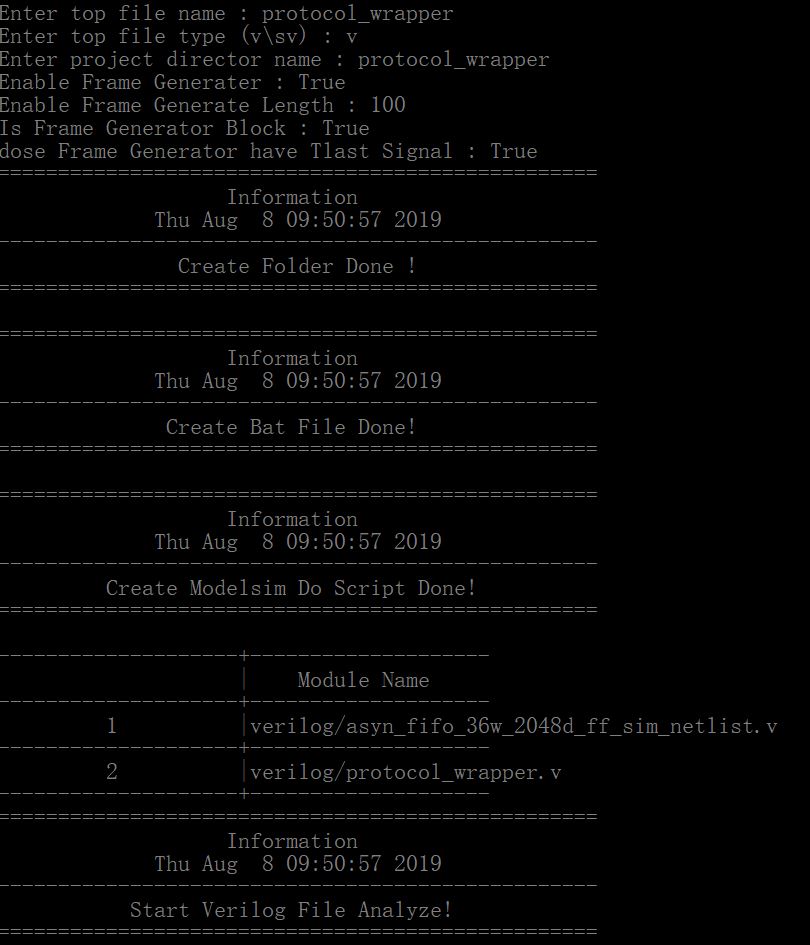 Enter top file name : protocol_wrapper
Enter top file type (v\sv) : v
Enter project director name : protocol_wrapper
Enable Frame Generater : True
Enable Frame Generate Length : 100
Is Frame Generator Block : True
dose Frame Generator have Tlast Signal : True
==================================================
Information
Thu Aug  8 09:50:57 2019
--------------------------------------------------
Create Folder Done !
==================================================
==================================================
Information
Thu Aug  8 09:50:57 2019
--------------------------------------------------
Create Bat File Done!
==================================================
==================================================
Information
Thu Aug  8 09:50:57 2019
--------------------------------------------------
Create Modelsim Do Script Done!
==================================================
--------------------+--------------------
| Module Name
--------------------+--------------------
1 |verilog/asyn_fifo_36w_2048d_ff_sim_netlist.v
--------------------+--------------------
2 |verilog/protocol_wrapper.v
--------------------+--------------------
==================================================
Information
Thu Aug  8 09:50:57 2019
--------------------------------------------------
Start Verilog File Analyze!
==================================================